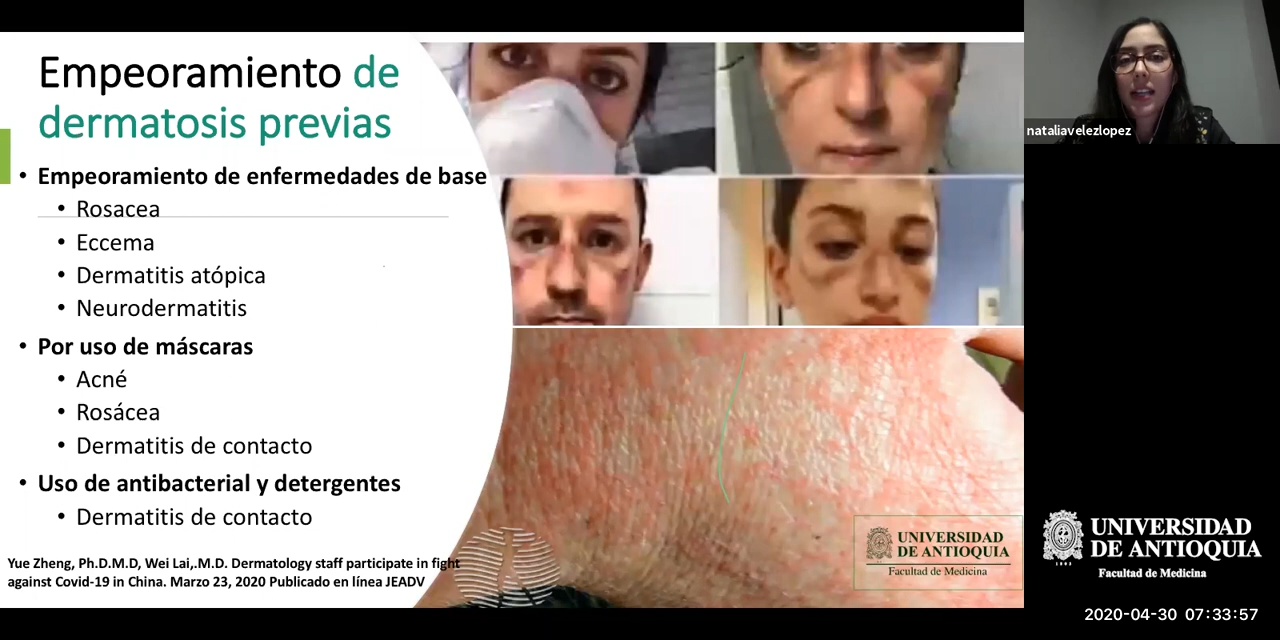 Empeoramiento de
dermatosis previas
• Empeoramiento de enfermedades de base
• Rosacea
• Eccema
• Dermatitis atópica
• Neurodermatitis
• Por uso de máscaras
• Acné
• Rosácea
• Dermatitis de contacto
• Uso de antibacterial y detergentes
• Dermatitis de contacto
Yue Zheng, Ph.D.M.D, Wei Lai,.M.D. Dermatology staff participate in fight
against Covid-19 in China. Marzo 23, 2020 Publicado en línea JEADV
UNIVERSIDAD
DE ANTIOQUIA
Facultad de Medicina
nataliavelezlopez
UNIVERSIDAD
DE ANTIOQUIA
1803
Facultad de Medicina
2020-04-30 07:33:57